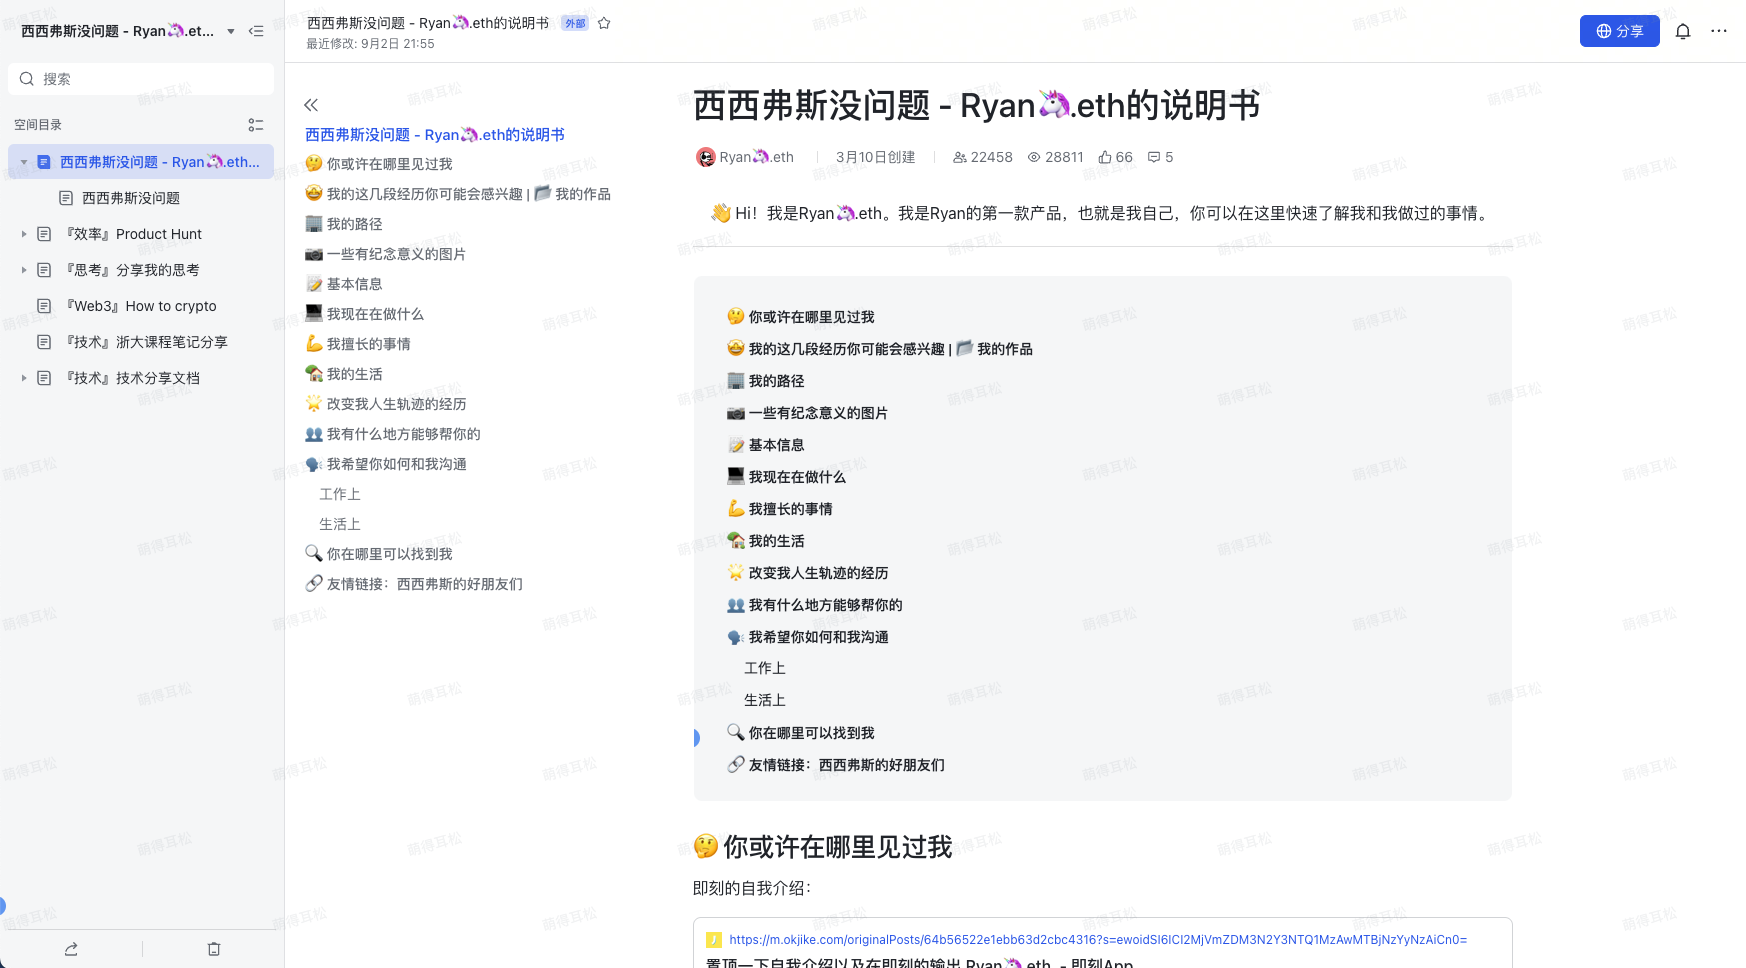 西西弗斯没问题 - Ryan🦄.et...
搜索
空间目录
西西弗斯没问题 - Ryan🦄.eth...
西西弗斯没问题
『效率』Product Hunt
『思考』分享我的思考
『Web3』How to crypto
『技术』浙大课程笔记分享
『技术』技术分享文档
西西弗斯没问题 - Ryan🦄.eth的说明书 外部
最近修改: 9月2日 21:55
分享
西西弗斯没问题 - Ryan🦄.eth的说明书
🤔 你或许在哪里见过我
🤩 我的这几段经历你可能会感兴趣 | 📂 我的作品
🏢 我的路径
📷 一些有纪念意义的图片
📝 基本信息
💻 我现在在做什么
💪 我擅长的事情
🏡 我的生活
🌟 改变我人生轨迹的经历
👥 我有什么地方能够帮你的
🗣️ 我希望你如何和我沟通
工作上
生活上
🔍 你在哪里可以找到我
🔗 友情链接：西西弗斯的好朋友们
西西弗斯没问题 - Ryan🦄.eth的说明书
Ryan🦄.eth 3月10日创建 22458 28811 66 5
👋 Hi！我是Ryan🦄.eth。我是Ryan的第一款产品，也就是我自己，你可以在这里快速了解我和我做过的事情。
🤔 你或许在哪里见过我
🤩 我的这几段经历你可能会感兴趣 | 📂 我的作品
🏢 我的路径
📷 一些有纪念意义的图片
📝 基本信息
💻 我现在在做什么
💪 我擅长的事情
🏡 我的生活
🌟 改变我人生轨迹的经历
👥 我有什么地方能够帮你的
🗣️ 我希望你如何和我沟通
工作上
生活上
🔍 你在哪里可以找到我
🔗 友情链接：西西弗斯的好朋友们
🤔 你或许在哪里见过我
即刻的自我介绍：
https://m.okjike.com/originalPosts/64b56522e1ebb63d2cbc4316?s=ewoidSI6ICI2MjVmZDM3N2Y3NTQ1MzAwMTBjNzYyNzAiCn0=
置顶一下自我介绍以及在即刻的输出 Ryan🦄.eth - 即刻App
萌得耳松